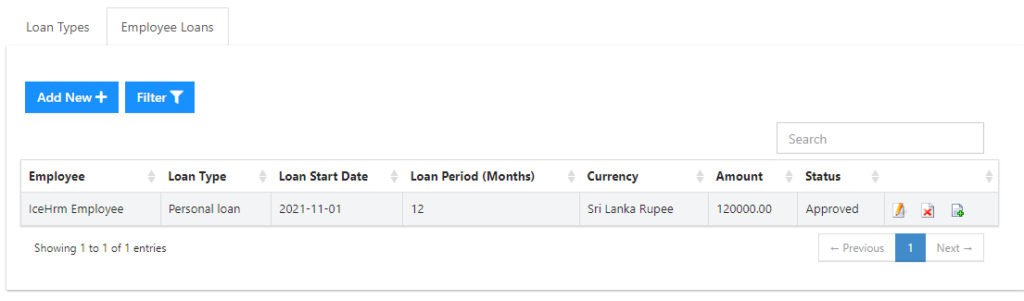 Loan Types Employee Loans
Add New Filter
Search
Employee Loan Type Loan Start Date Loan Period (Months) Currency Amount Status
IceHrm Employee Personal loan 2021-11-01 12 Sri Lanka Rupee 120000.00 Approved
Showing 1 to 1 of 1 entries ← Previous 1 Next →